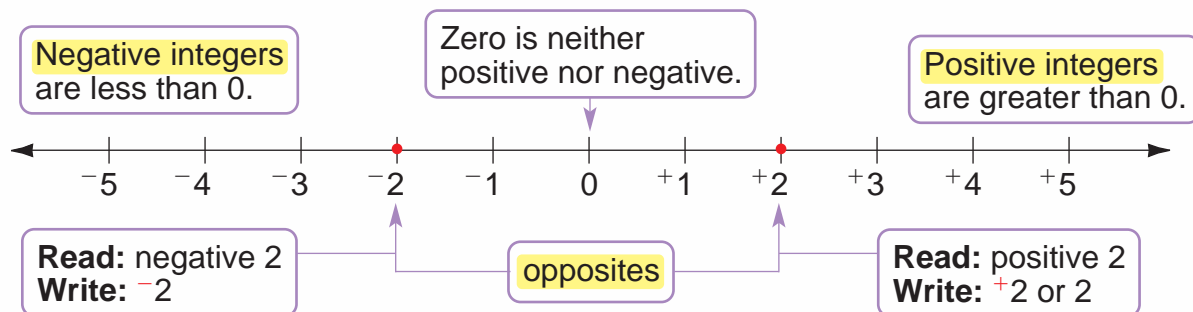 Negative integers
are less than 0.
Zero is neither
positive nor negative.
Positive integers
are greater than 0.
⁻5 ⁻4 ⁻3 ⁻2 ⁻1 0 ⁺1 ⁺2 ⁺3 ⁺4 ⁺5
Read: negative 2
Write: ⁻2
opposites
Read: positive 2
Write: ⁺2 or 2